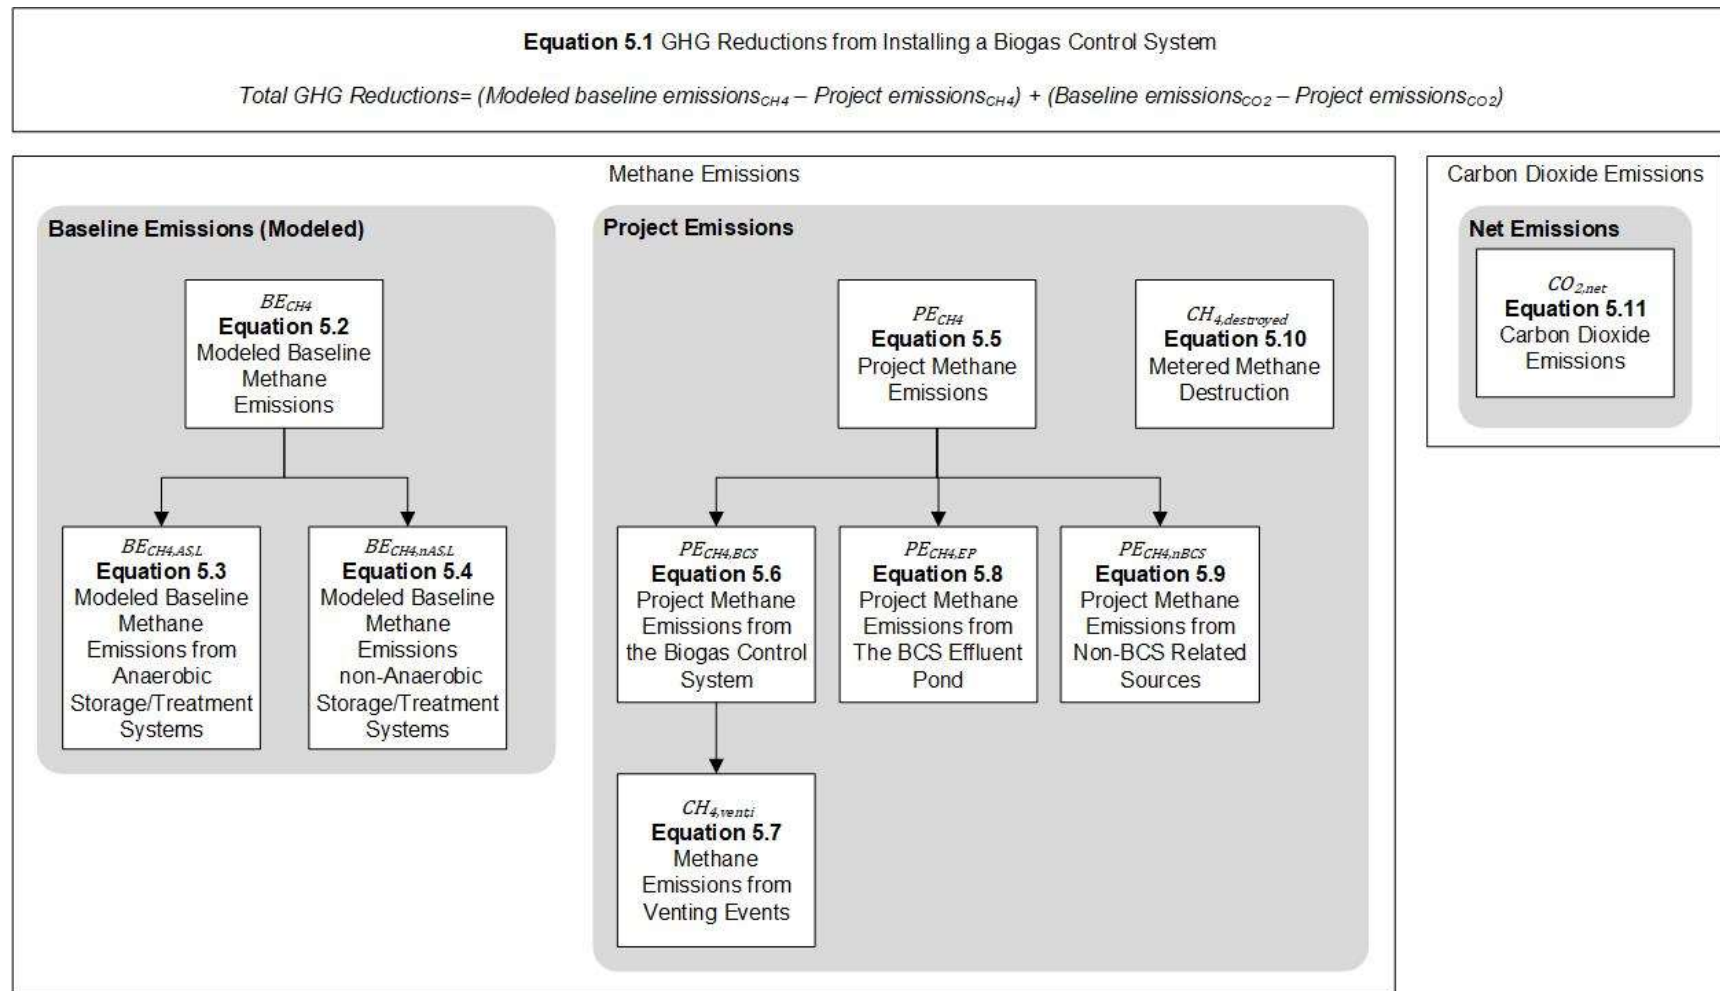 Equation 5.1 GHG Reductions from Installing a Biogas Control System
Total GHG Reductions= (Modeled baseline emissionsCH4 – Project emissionsCH4) + (Baseline emissionsCO2 – Project emissionsCO2)
Methane Emissions
Baseline Emissions (Modeled)
BECH4
Equation 5.2
Modeled Baseline
Methane
Emissions
BECH4,AS,L
Equation 5.3
Modeled Baseline
Methane
Emissions from
Anaerobic
Storage/Treatment
Systems
BECH4,nAS,L
Equation 5.4
Modeled Baseline
Methane
Emissions
non-Anaerobic
Storage/Treatment
Systems
Project Emissions
PECH4
Equation 5.5
Project Methane
Emissions
CH4,destroyed
Equation 5.10
Metered Methane
Destruction
PECH4,BCS
Equation 5.6
Project Methane
Emissions from
the Biogas Control
System
PECH4,EP
Equation 5.8
Project Methane
Emissions from
The BCS Effluent
Pond
PECH4,nBCS
Equation 5.9
Project Methane
Emissions from
Non-BCS Related
Sources
CH4,venti
Equation 5.7
Methane
Emissions from
Venting Events
Carbon Dioxide Emissions
Net Emissions
CO2,net
Equation 5.11
Carbon Dioxide
Emissions